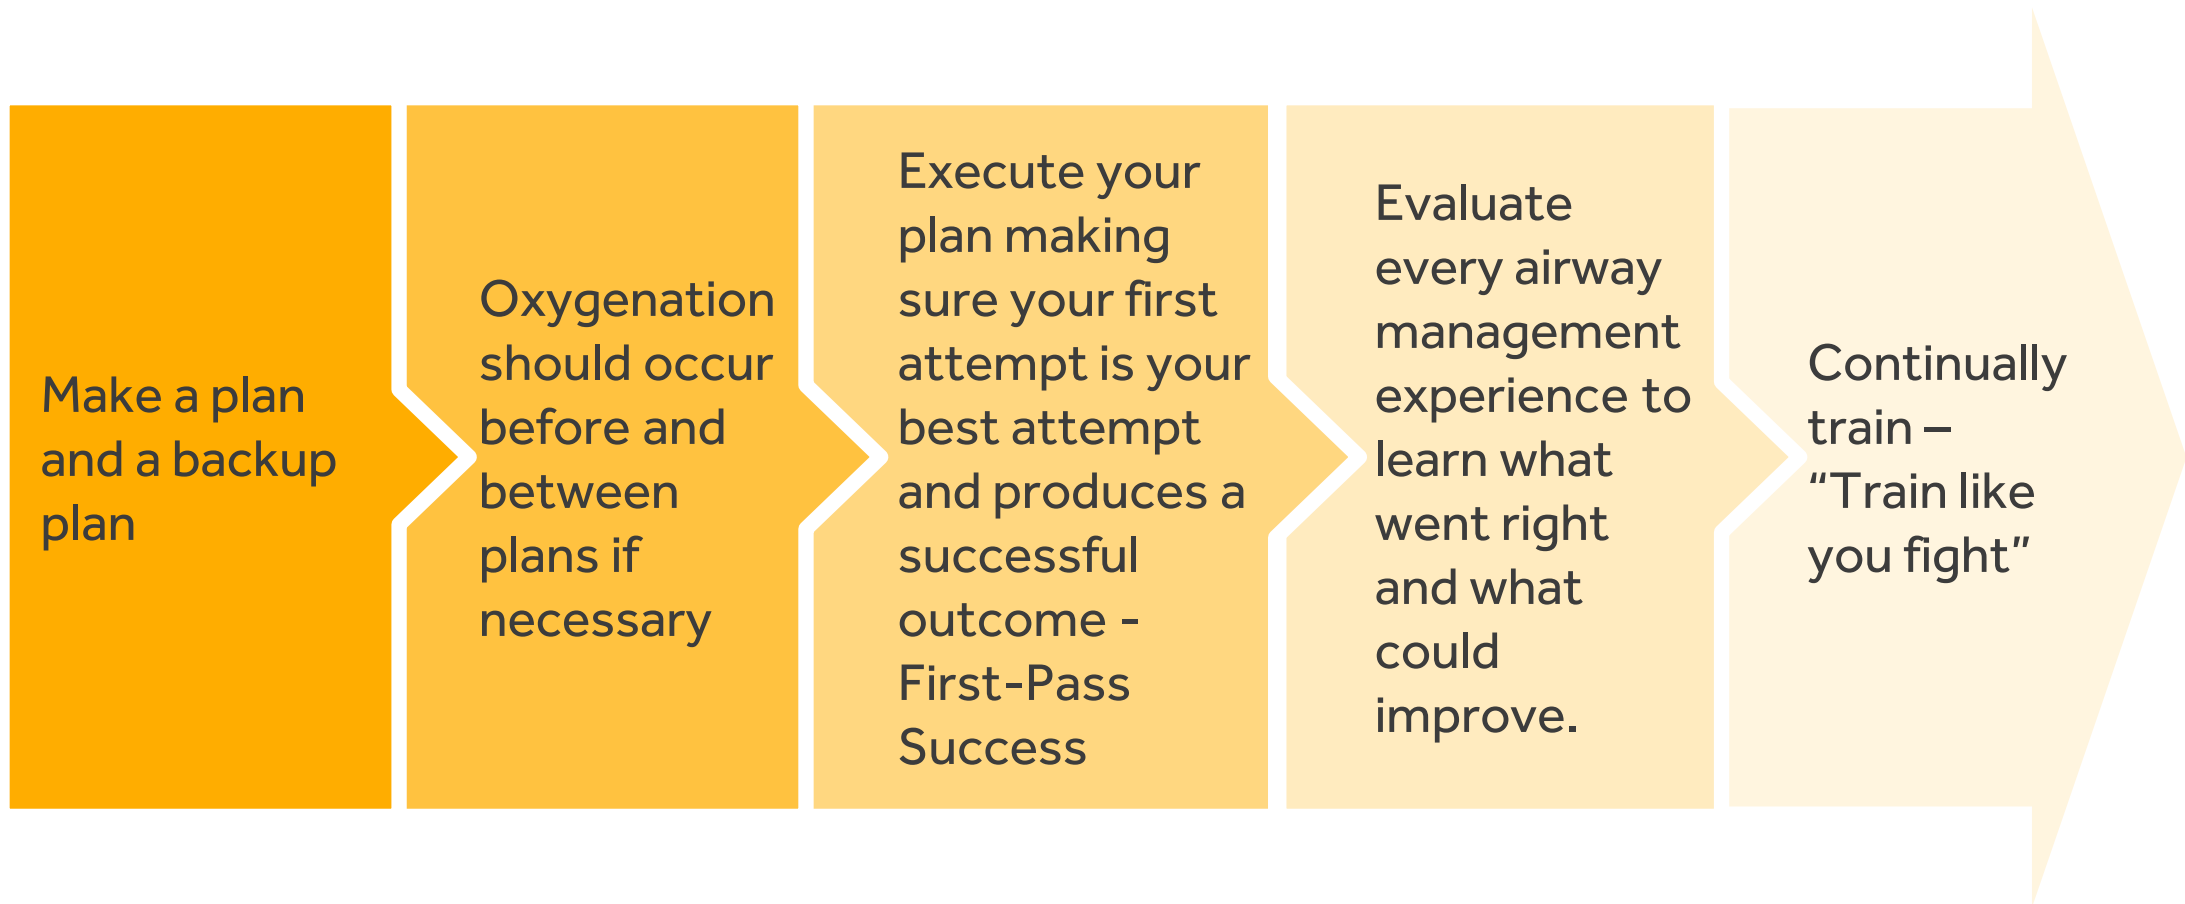 Make a plan
and a backup
plan
Oxygenation
should occur
before and
between
plans if
necessary
Execute your
plan making
sure your first
attempt is your
best attempt
and produces a
successful
outcome -
First-Pass
Success
Evaluate
every airway
management
experience to
learn what
went right
and what
could
improve.
Continually
train –
“Train like
you fight”